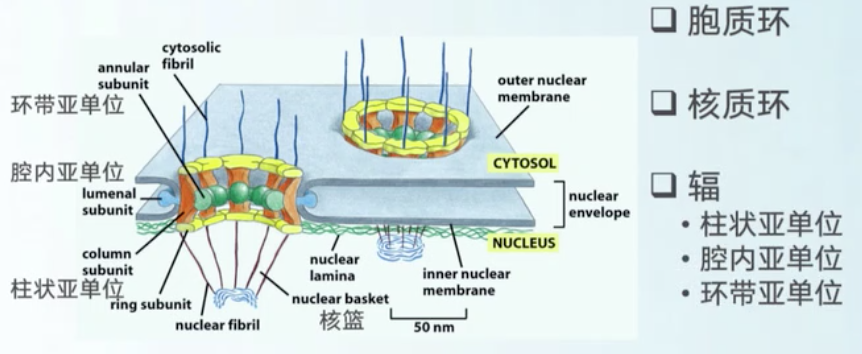 cytosolic
fibril
annular
subunit
环带亚单位
腔内亚单位
lumenal
subunit
column
subunit
柱状亚单位
ring subunit
nuclear fibril
nuclear basket
核篮
nuclear
lamina
inner nuclear
membrane
50 nm
outer nuclear
membrane
CYTOSOL
nuclear
envelope
NUCLEUS
❑ 胞质环
❑ 核质环
❑ 辐
• 柱状亚单位
• 腔内亚单位
• 环带亚单位